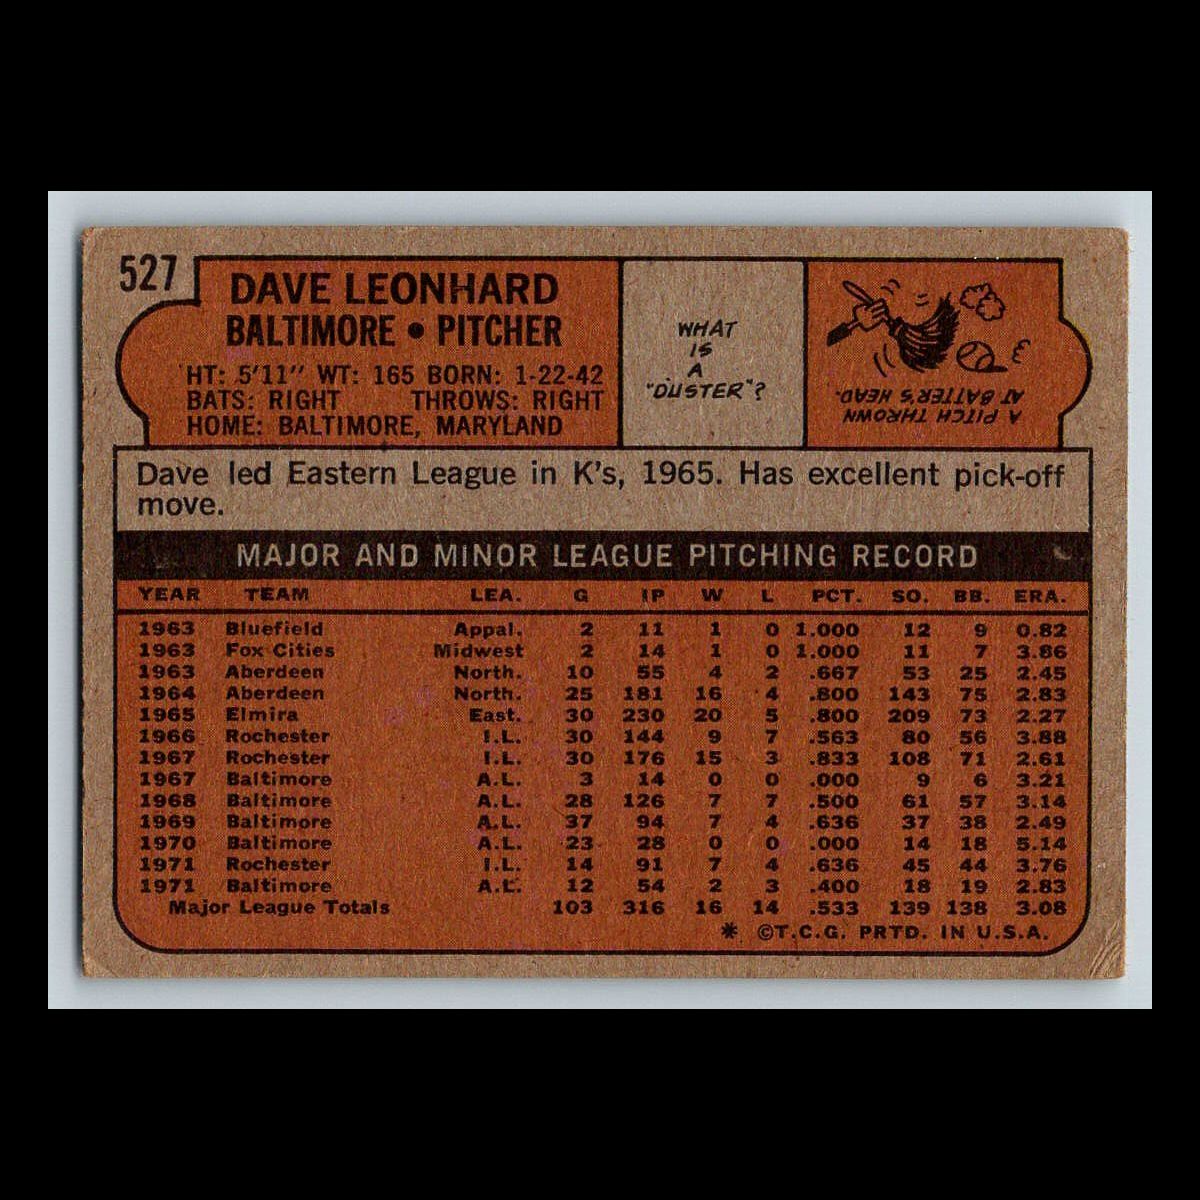 527
DAVE LEONHARD
BALTIMORE • PITCHER
HT: 5'11" WT: 165 BORN: 1-22-42
BATS: RIGHT THROWS: RIGHT
HOME: BALTIMORE, MARYLAND
WHAT
IS
A
"DUSTER"?
A PITCH THROWN
AT BATTER'S HEAD.
Dave led Eastern League in K's, 1965. Has excellent pick-off
move.
MAJOR AND MINOR LEAGUE PITCHING RECORD
YEAR TEAM LEA. G IP W L PCT. SO. BB. ERA.
1963 Bluefield Appal. 2 11 1 0 1.000 12 9 0.82
1963 Fox Cities Midwest 2 14 1 0 1.000 11 7 3.86
1963 Aberdeen North. 10 55 4 2 .667 53 25 2.45
1964 Aberdeen North. 25 181 16 4 .800 143 75 2.83
1965 Elmira East. 30 230 20 5 .800 209 73 2.27
1966 Rochester I.L. 30 144 9 7 .563 80 56 3.88
1967 Rochester I.L. 30 176 15 3 .833 108 71 2.61
1967 Baltimore A.L. 3 14 0 0 .000 9 6 3.21
1968 Baltimore A.L. 28 126 7 7 .500 61 57 3.14
1969 Baltimore A.L. 37 94 7 4 .636 37 38 2.49
1970 Baltimore A.L. 23 28 0 0 .000 14 18 5.14
1971 Rochester I.L. 14 91 7 4 .636 45 44 3.76
1971 Baltimore A.L. 12 54 2 3 .400 18 19 2.83
Major League Totals 103 316 16 14 .533 139 138 3.08
* ©T.C.G. PRTD. IN U.S.A.